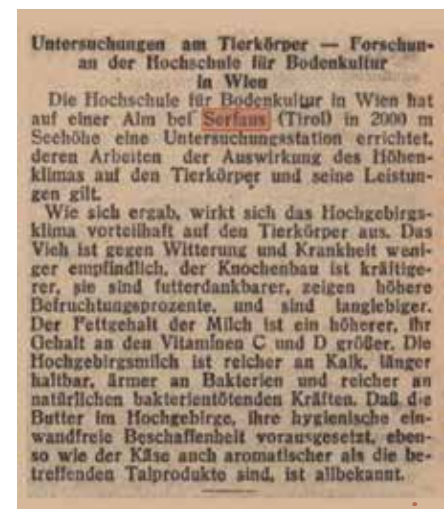 Untersuchungen am Tierkörper — Forschun-
an der Hochschule für Bodenkultur
in Wien
Die Hochschule für Bodenkultur in Wien hat
auf einer Alm bei Serfaus (Tirol) in 2000 m
Seehöhe eine Untersuchungsstation errichtet,
deren Arbeiten der Auswirkung des Höhen-
klimas auf den Tierkörper und seine Leistun-
gen gilt.
Wie sich ergab, wirkt sich das Hochgebirgs-
klima vorteilhaft auf den Tierkörper aus. Das
Vieh ist gegen Witterung und Krankheit weni-
ger empfindlich, der Knochenbau ist kräftige-
rer, sie sind futterdankbarer, zeigen höhere
Befruchtungsprozente, und sind langlebiger.
Der Fettgehalt der Milch ist ein höherer, ihr
Gehalt an den Vitaminen C und D größer. Die
Hochgebirgsmilch ist reicher an Kalk, länger
haltbar, ärmer an Bakterien und reicher an
natürlichen bakterientötenden Kräften. Daß die
Butter im Hochgebirge, ihre hygienische ein-
wandfreie Beschaffenheit vorausgesetzt, eben-
so wie der Käse auch aromatischer als die be-
treffenden Talprodukte sind, ist allbekannt.